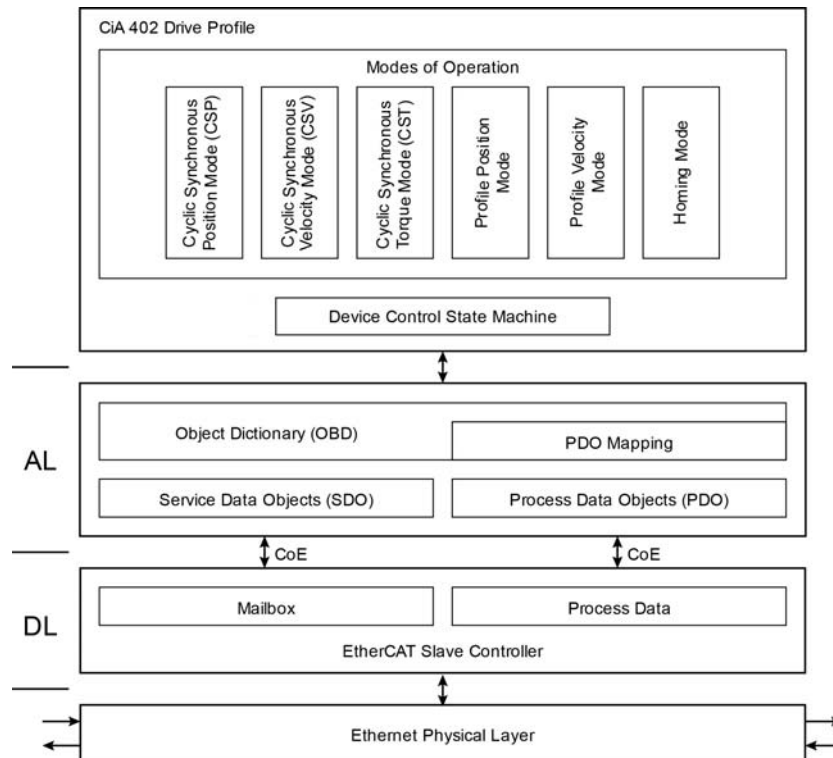 CiA 402 Drive Profile
Modes of Operation
Cyclic Synchronous
Position Mode (CSP)
Cyclic Synchronous
Velocity Mode (CSV)
Cyclic Synchronous
Torque Mode (CST)
Profile Position
Mode
Profile Velocity
Mode
Homing Mode
Device Control State Machine
AL
Object Dictionary (OBD)
PDO Mapping
Service Data Objects (SDO)
Process Data Objects (PDO)
CoE
CoE
DL
Mailbox
Process Data
EtherCAT Slave Controller
Ethernet Physical Layer